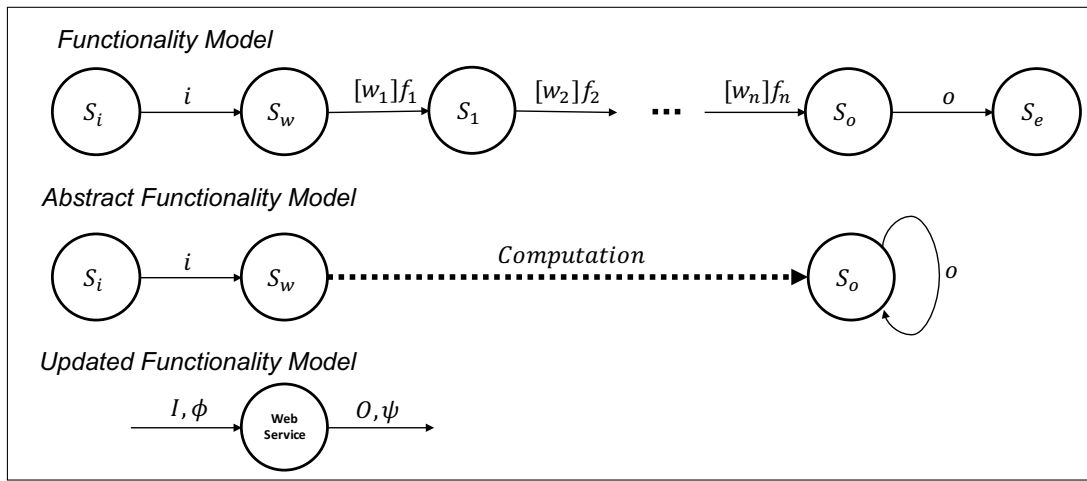 Functionality Model
S_i i S_w [w_1]f_1 S_1 [w_2]f_2 ... [w_n]f_n S_o o S_e
Abstract Functionality Model
S_i i S_w Computation S_o o
Updated Functionality Model
I, ϕ Web Service O, ψ